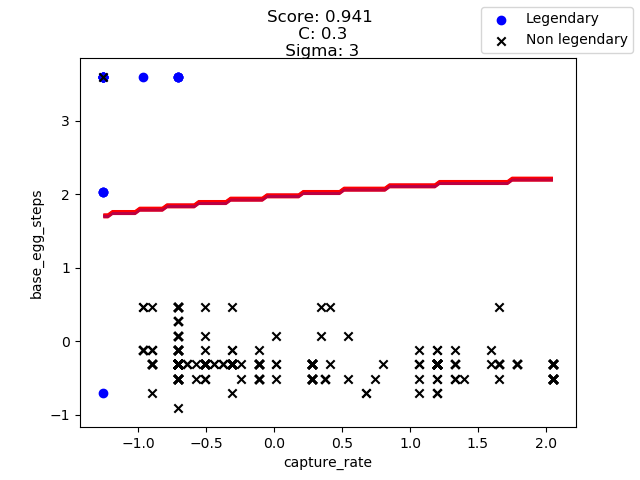 Score: 0.941
C: 0.3
Sigma: 3
Legendary
Non legendary
base_egg_steps
3
2
1
0
−1
−1.0
−0.5
0.0
0.5
1.0
1.5
2.0
capture_rate